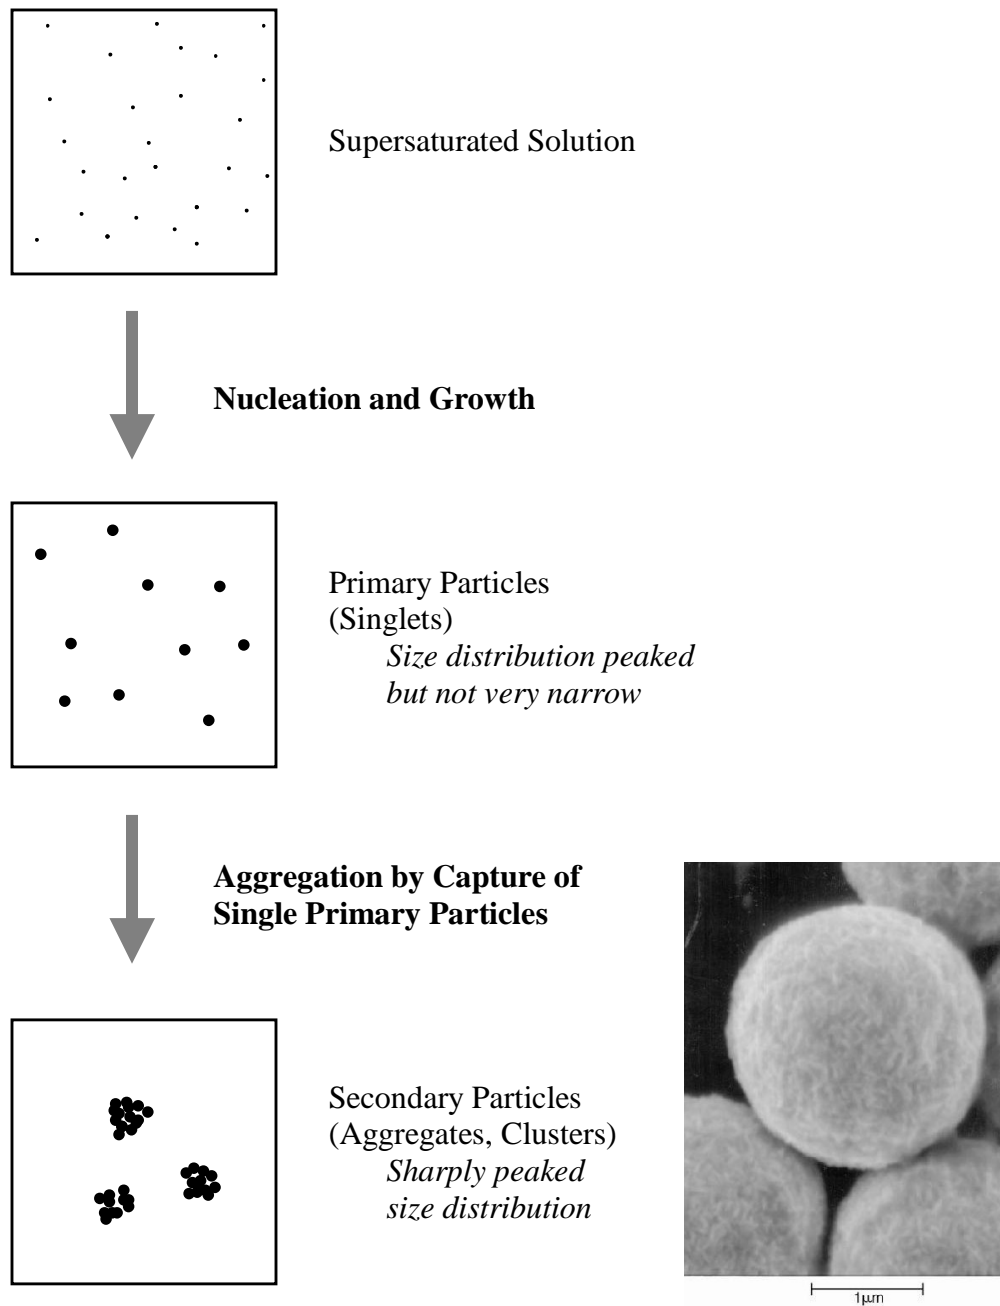 Supersaturated Solution
Nucleation and Growth
Primary Particles
(Singlets)
Size distribution peaked
but not very narrow
Aggregation by Capture of
Single Primary Particles
Secondary Particles
(Aggregates, Clusters)
Sharply peaked
size distribution
1μm